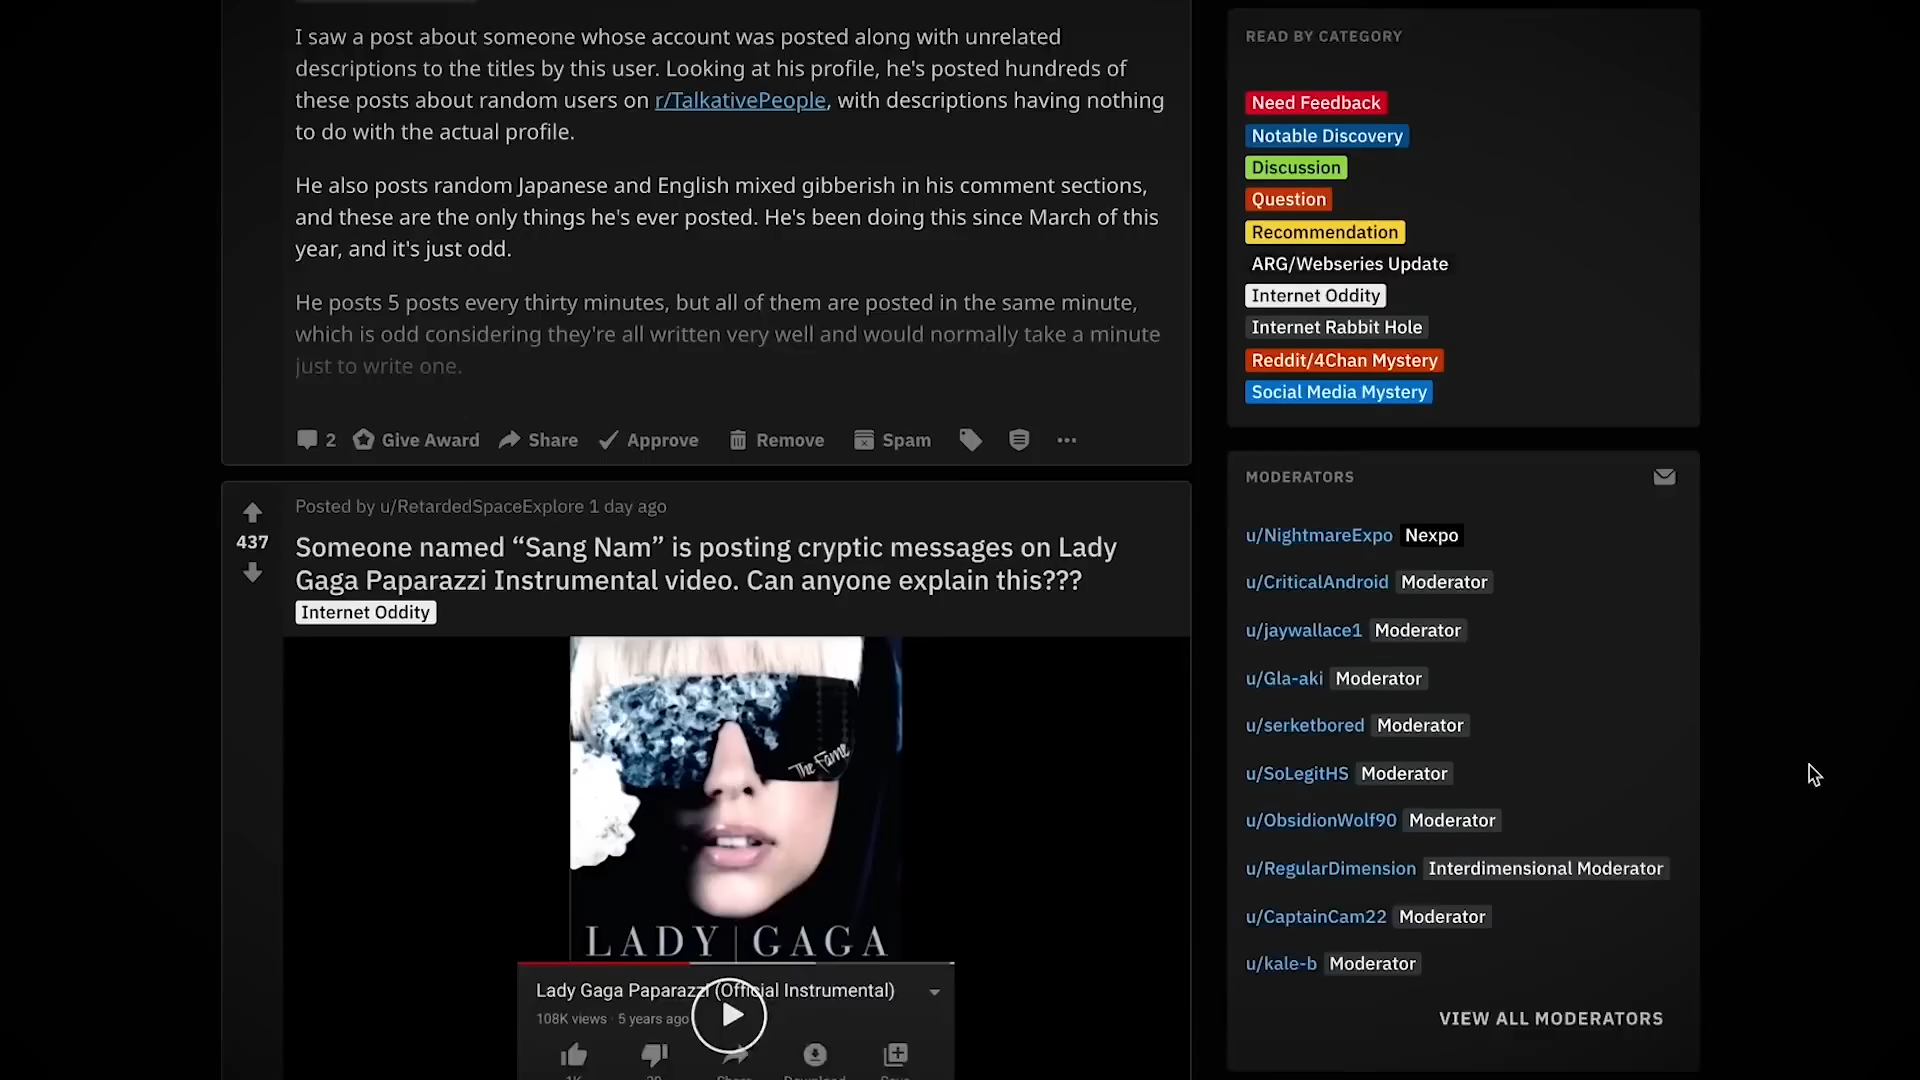 I saw a post about someone whose account was posted along with unrelated
descriptions to the titles by this user. Looking at his profile, he's posted hundreds of
these posts about random users on r/TalkativePeople, with descriptions having nothing
to do with the actual profile.
He also posts random Japanese and English mixed gibberish in his comment sections,
and these are the only things he's ever posted. He's been doing this since March of this
year, and it's just odd.
He posts 5 posts every thirty minutes, but all of them are posted in the same minute,
which is odd considering they're all written very well and would normally take a minute
just to write one.
2 Give Award Share Approve Remove Spam
Posted by u/RetardedSpaceExplore 1 day ago
437
Someone named “Sang Nam” is posting cryptic messages on Lady
Gaga Paparazzi Instrumental video. Can anyone explain this???
Internet Oddity
The Fame
LADY | GAGA
Lady Gaga Paparazzi (Official Instrumental)
108K views · 5 years ago
READ BY CATEGORY
Need Feedback
Notable Discovery
Discussion
Question
Recommendation
ARG/Webseries Update
Internet Oddity
Internet Rabbit Hole
Reddit/4Chan Mystery
Social Media Mystery
MODERATORS
u/NightmareExpo Nexpo
u/CriticalAndroid Moderator
u/jaywallace1 Moderator
u/Gla-aki Moderator
u/serketbored Moderator
u/SoLegitHS Moderator
u/ObsidionWolf90 Moderator
u/RegularDimension Interdimensional Moderator
u/CaptainCam22 Moderator
u/kale-b Moderator
VIEW ALL MODERATORS